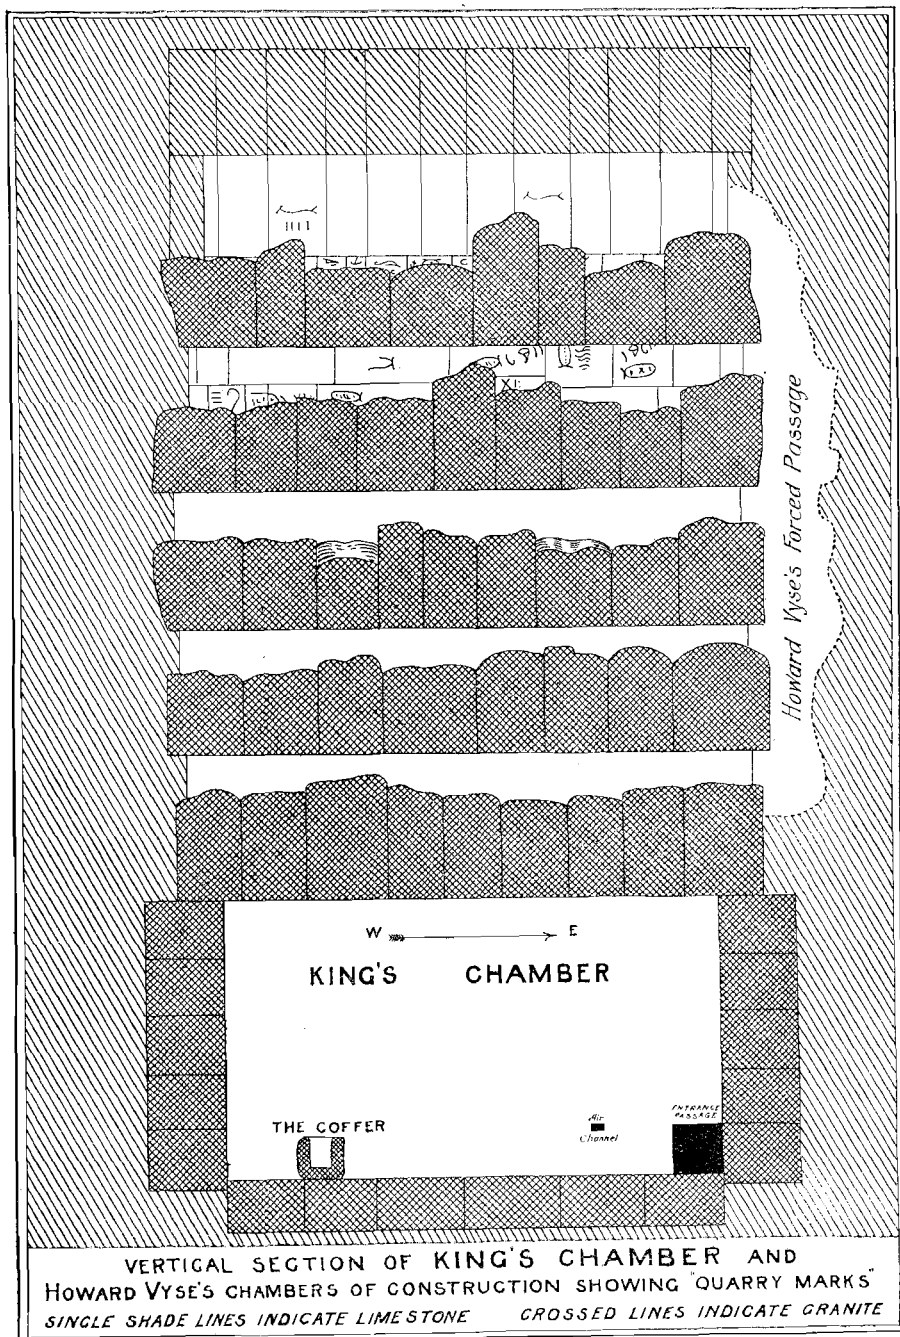 Howard Vyse's Forced Passage
W E
KING'S CHAMBER
THE COFFER
Air
Channel
ENTRANCE
PASSAGE
VERTICAL SECTION OF KING'S CHAMBER AND
HOWARD VYSE'S CHAMBERS OF CONSTRUCTION SHOWING "QUARRY MARKS"
SINGLE SHADE LINES INDICATE LIMESTONE CROSSED LINES INDICATE GRANITE